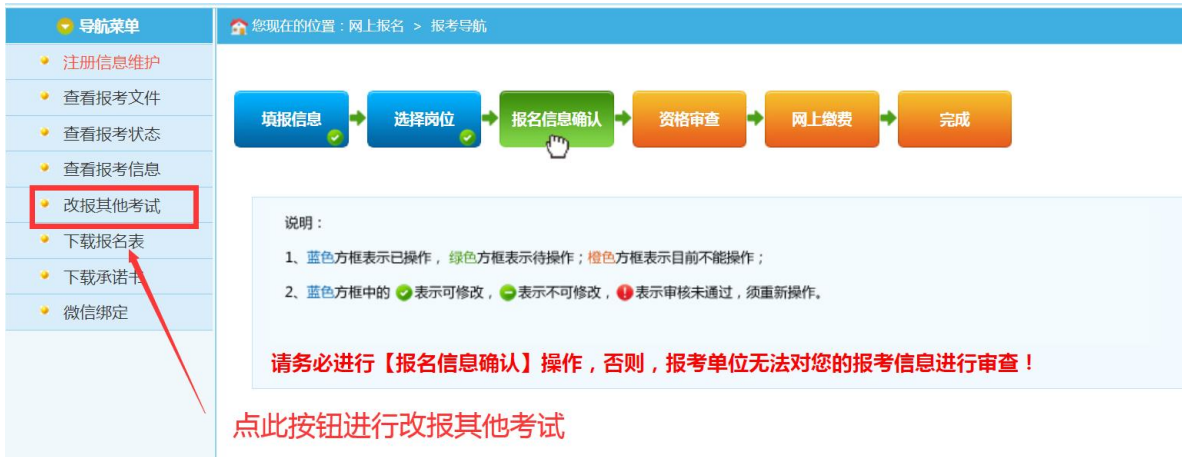 导航菜单
您现在的位置：网上报名 > 报考导航
注册信息维护
查看报考文件
查看报考状态
查看报考信息
改报其他考试
下载报名表
下载承诺书
微信绑定
填报信息
选择岗位
报名信息确认
资格审查
网上缴费
完成
说明：
1、蓝色方框表示已操作，绿色方框表示待操作；橙色方框表示目前不能操作；
2、蓝色方框中的 表示可修改， 表示不可修改， 表示审核未通过，须重新操作。
请务必进行【报名信息确认】操作，否则，报考单位无法对您的报考信息进行审查！
点此按钮进行改报其他考试